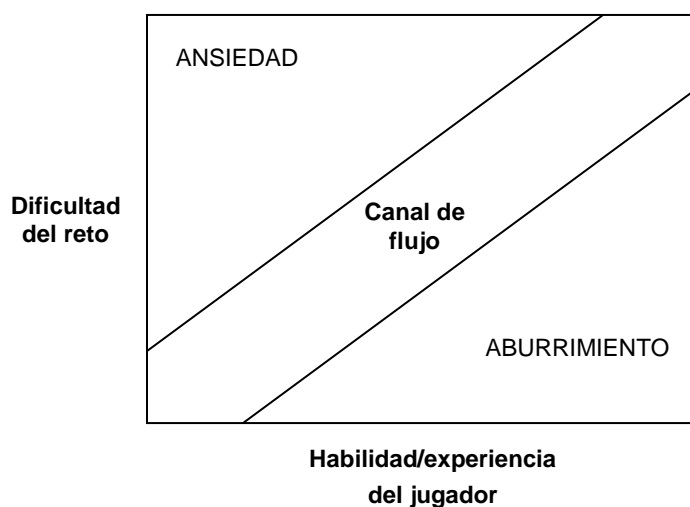 ANSIEDAD
Dificultad
del reto
Canal de
flujo
ABURRIMIENTO
Habilidad/experiencia
del jugador